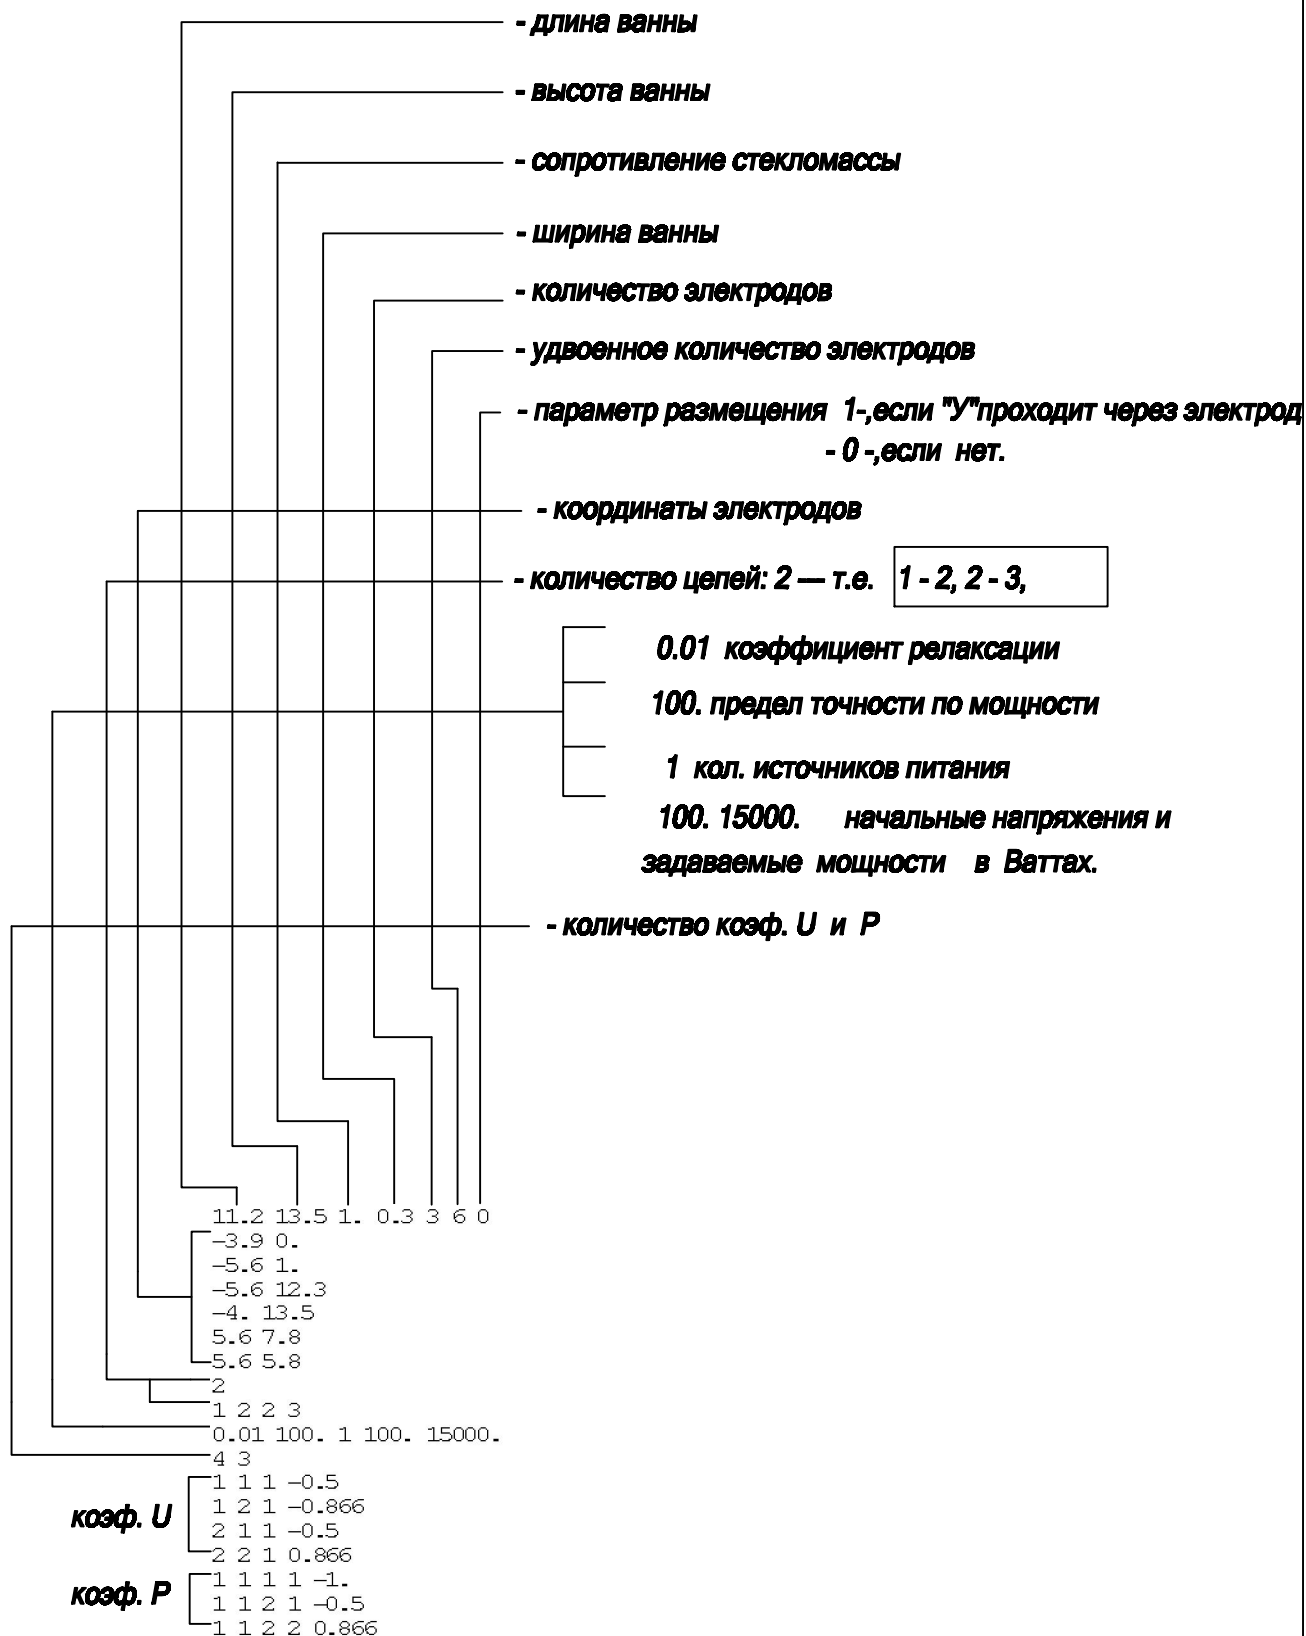 - длина ванны
- высота ванны
- сопротивление стекломассы
- ширина ванны
- количество электродов
- удвоенное количество электродов
- параметр размещения 1-,если "У"проходит через электрод
- 0 -,если нет.
- координаты электродов
- количество цепей: 2 — т.е. 1 - 2, 2 - 3,
0.01 коэффициент релаксации
100. предел точности по мощности
1 кол. источников питания
100. 15000. начальные напряжения и
задаваемые мощности в Ваттах.
- количество коэф. U и P
11.2 13.5 1. 0.3 3 6 0
-3.9 0.
-5.6 1.
-5.6 12.3
-4. 13.5
5.6 7.8
5.6 5.8
2
1 2 2 3
0.01 100. 1 100. 15000.
4 3
коэф. U
1 1 1 -0.5
1 2 1 -0.866
2 1 1 -0.5
2 2 1 0.866
коэф. P
1 1 1 1 -1.
1 1 2 1 -0.5
1 1 2 2 0.866